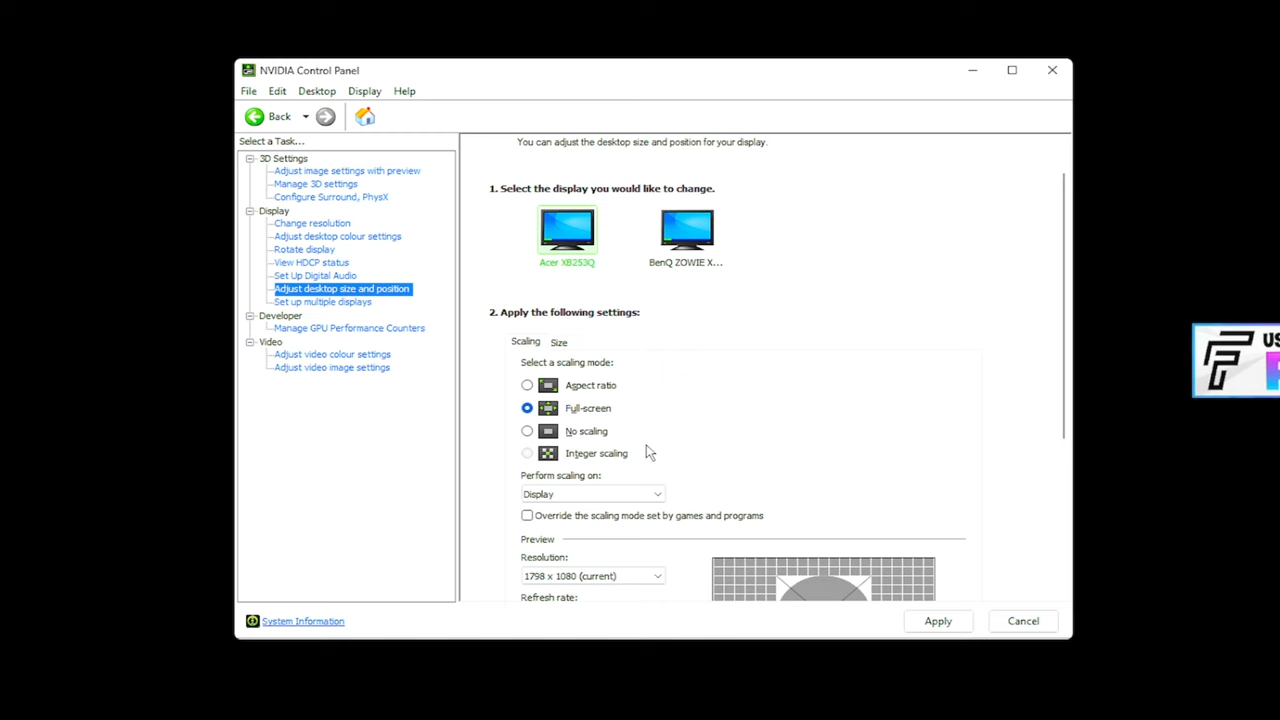 NVIDIA Control Panel
File Edit Desktop Display Help
Back
Select a Task...
3D Settings
Adjust image settings with preview
Manage 3D settings
Configure Surround, PhysX
Display
Change resolution
Adjust desktop colour settings
Rotate display
View HDCP status
Set Up Digital Audio
Adjust desktop size and position
Set up multiple displays
Developer
Manage GPU Performance Counters
Video
Adjust video colour settings
Adjust video image settings
System Information
You can adjust the desktop size and position for your display.
1. Select the display you would like to change.
Acer XB253Q
BenQ ZOWIE X...
2. Apply the following settings:
Scaling Size
Select a scaling mode:
Aspect ratio
Full-screen
No scaling
Integer scaling
Perform scaling on:
Display
Override the scaling mode set by games and programs
Preview
Resolution:
1798 x 1080 (current)
Refresh rate:
Apply Cancel
US